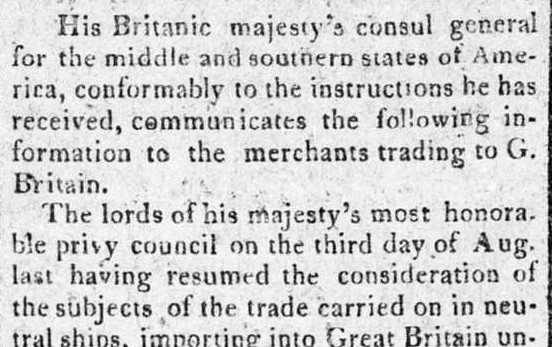 His Britanic majesty's consul general
for the middle and southern states of Ame-
rica, conformably to the instructions he has
received, communicates the following in-
formation to the merchants trading to G.
Britain.
The lords of his majesty's most honora-
ble privy council on the third day of Aug.
last having resumed the consideration of
the subjects of the trade carried on in neu-
tral ships, importing into Great Britain un-